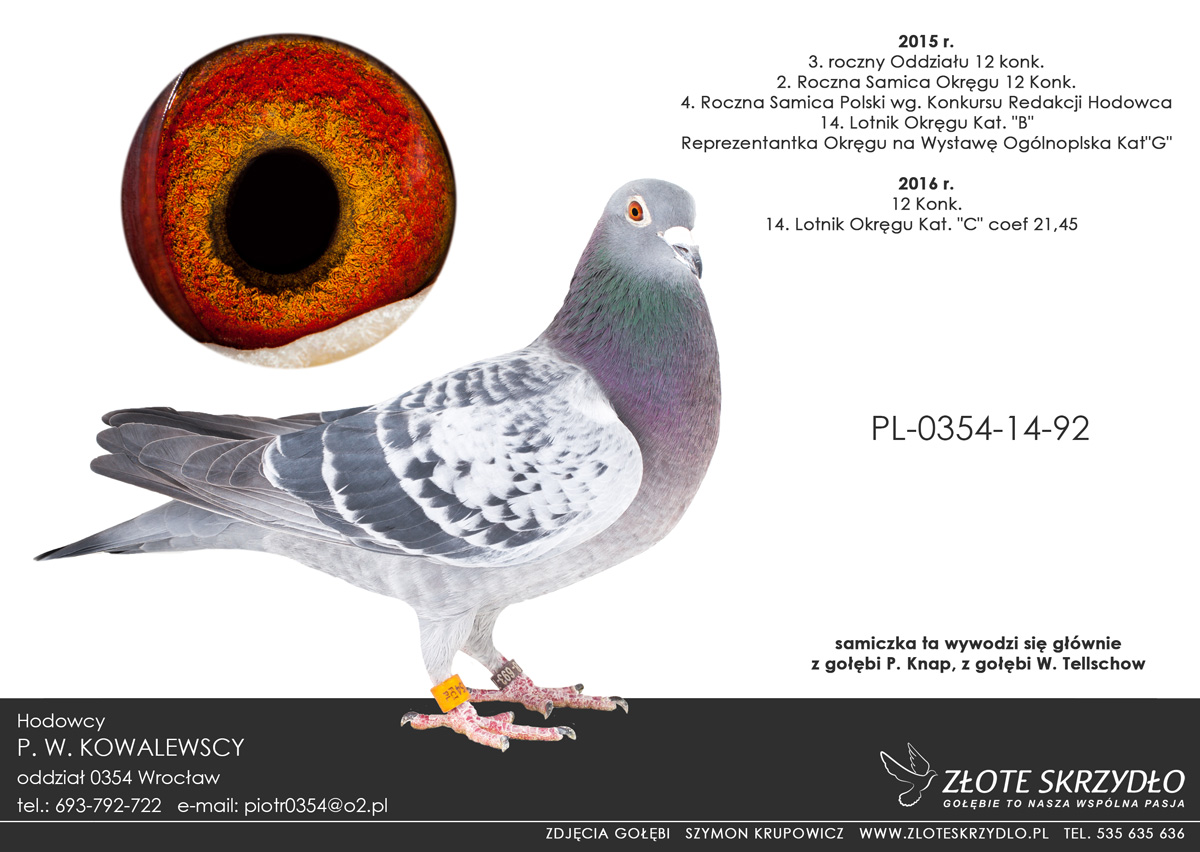 2015 r.
3. roczny Oddziału 12 konk.
2. Roczna Samica Okręgu 12 Konk.
4. Roczna Samica Polski wg. Konkursu Redakcji Hodowca
14. Lotnik Okręgu Kat. "B"
Reprezentantka Okręgu na Wystawę Ogólnoplska Kat"G"
2016 r.
12 Konk.
14. Lotnik Okręgu Kat. "C" coef 21,45
PL-0354-14-92
samiczka ta wywodzi się głównie
z gołębi P. Knap, z gołębi W. Tellschow
Hodowcy
P. W. KOWALEWSCY
oddział 0354 Wrocław
tel.: 693-792-722 e-mail: piotr0354@o2.pl
ZŁOTE SKRZYDŁO
GOŁĘBIE TO NASZA WSPÓLNA PASJA
ZDJĘCIA GOŁĘBI SZYMON KRUPOWICZ WWW.ZLOTESKRZYDLO.PL TEL. 535 635 636